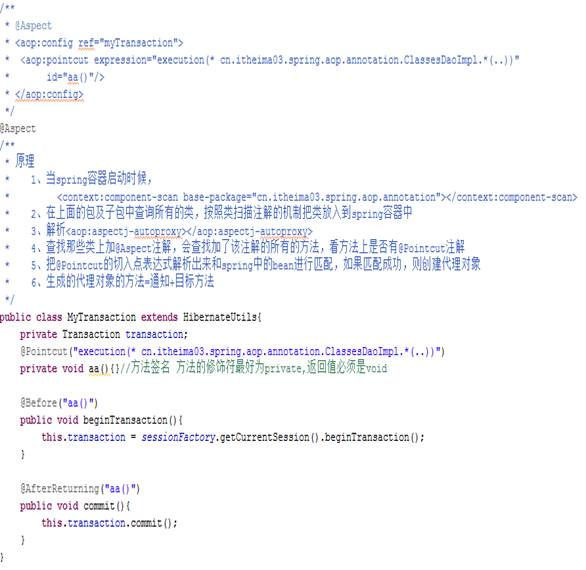 /**
 * @Aspect
 * <aop:config ref="myTransaction">
 *  <aop:pointcut expression="execution(* cn.itheima03.spring.aop.annotation.ClassesDaoImpl.*(..))"
 *      id="aa()"/>
 * </aop:config>
 */
@Aspect
/**
 * 原理
 *    1、当spring容器启动时候，
 *        <context:component-scan base-package="cn.itheima03.spring.aop.annotation"></context:component-scan>
 *    2、在上面的包及子包中查询所有的类，按照类扫描注解的机制把类放入到spring容器中
 *    3、解析<aop:aspectj-autoproxy></aop:aspectj-autoproxy>
 *    4、查找那些类上加@Aspect注解，会查找加了该注解的所有的方法，看方法上是否有@Pointcut注解
 *    5、把@Pointcut的切入点表达式解析出来和spring中的bean进行匹配，如果匹配成功，则创建代理对象
 *    6、生成的代理对象的方法=通知+目标方法
 */
public class MyTransaction extends HibernateUtils{
    private Transaction transaction;
    @Pointcut("execution(* cn.itheima03.spring.aop.annotation.ClassesDaoImpl.*(..))")
    private void aa(){}//方法签名 方法的修饰符最好为private,返回值必须是void
    @Before("aa()")
    public void beginTransaction(){
        this.transaction = sessionFactory.getCurrentSession().beginTransaction();
    }
    @AfterReturning("aa()")
    public void commit(){
        this.transaction.commit();
    }
}